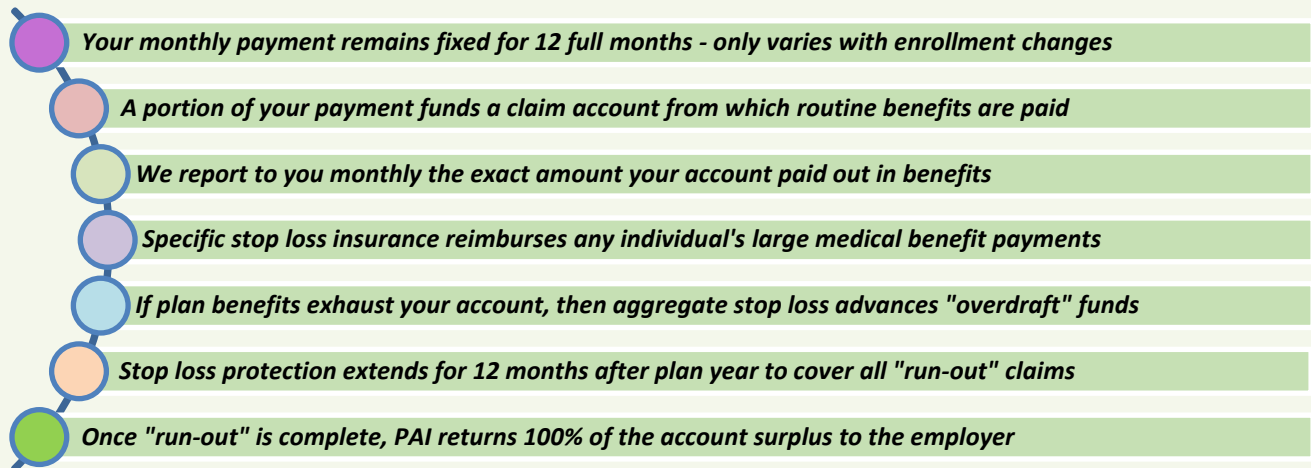 Your monthly payment remains fixed for 12 full months - only varies with enrollment changes
A portion of your payment funds a claim account from which routine benefits are paid
We report to you monthly the exact amount your account paid out in benefits
Specific stop loss insurance reimburses any individual's large medical benefit payments
If plan benefits exhaust your account, then aggregate stop loss advances "overdraft" funds
Stop loss protection extends for 12 months after plan year to cover all "run-out" claims
Once "run-out" is complete, PAI returns 100% of the account surplus to the employer